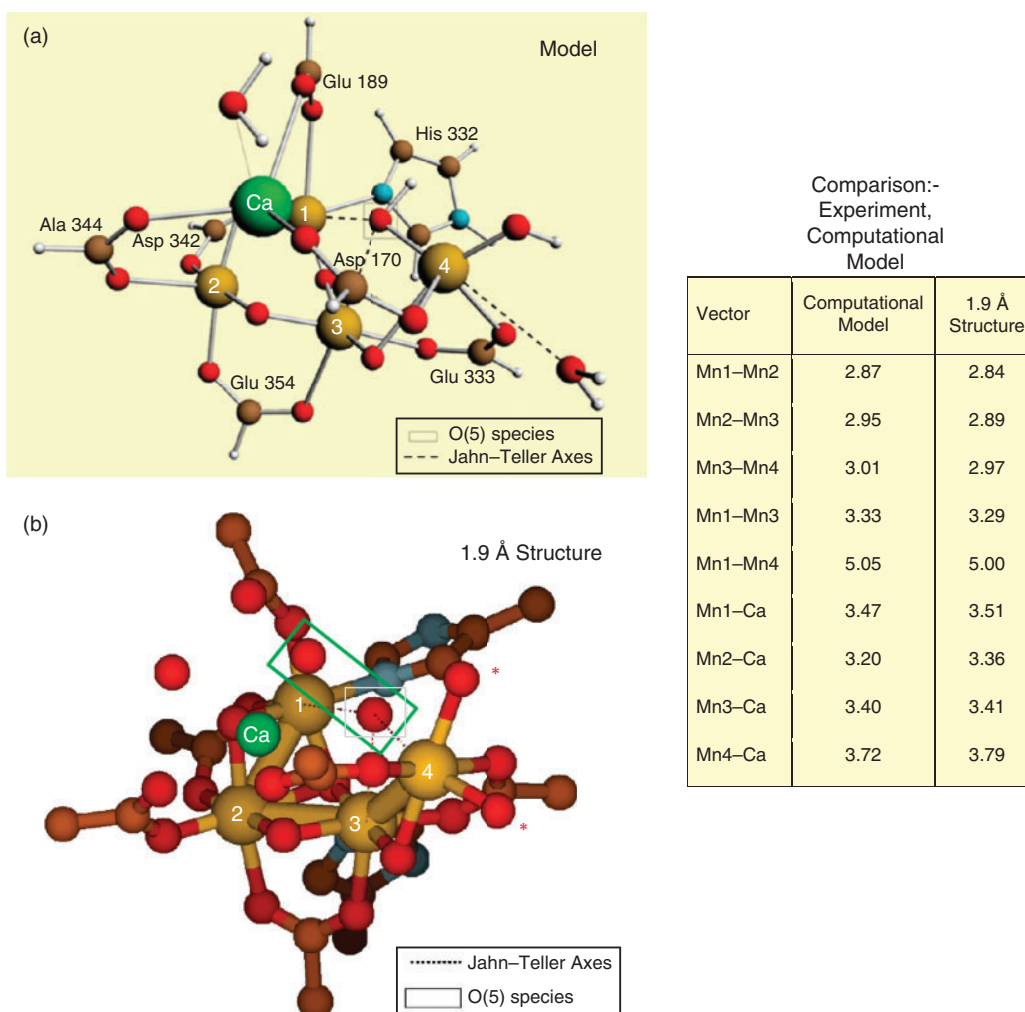 (a)
Model
Glu 189
His 332
Ca
1
Ala 344
Asp 342
Asp 170
4
2
3
Glu 354
Glu 333
O(5) species
Jahn–Teller Axes
(b)
1.9 Å Structure
1
*
Ca
4
2
3
*
Jahn–Teller Axes
O(5) species
Comparison:-
Experiment,
Computational
Model
Vector Computational Model 1.9 Å Structure
Mn1–Mn2 2.87 2.84
Mn2–Mn3 2.95 2.89
Mn3–Mn4 3.01 2.97
Mn1–Mn3 3.33 3.29
Mn1–Mn4 5.05 5.00
Mn1–Ca 3.47 3.51
Mn2–Ca 3.20 3.36
Mn3–Ca 3.40 3.41
Mn4–Ca 3.72 3.79